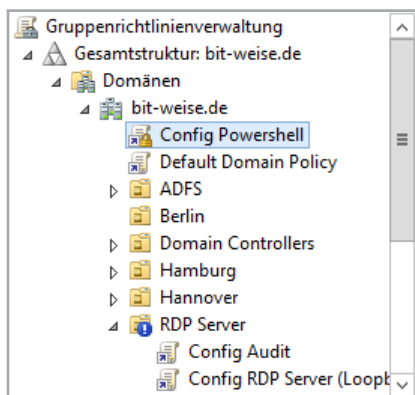 Gruppenrichtlinienverwaltung
Gesamtstruktur: bit-weise.de
Domänen
bit-weise.de
Config Powershell
Default Domain Policy
ADFS
Berlin
Domain Controllers
Hamburg
Hannover
RDP Server
Config Audit
Config RDP Server (Loopb